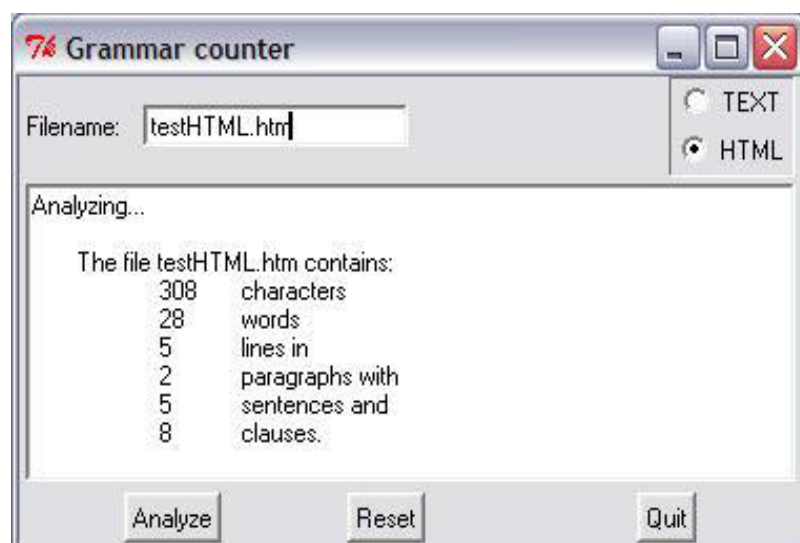 Grammar counter
Filename: testHTML.htm
TEXT
HTML
Analyzing...
The file testHTML.htm contains:
308 characters
28 words
5 lines in
2 paragraphs with
5 sentences and
8 clauses.
Analyze Reset Quit